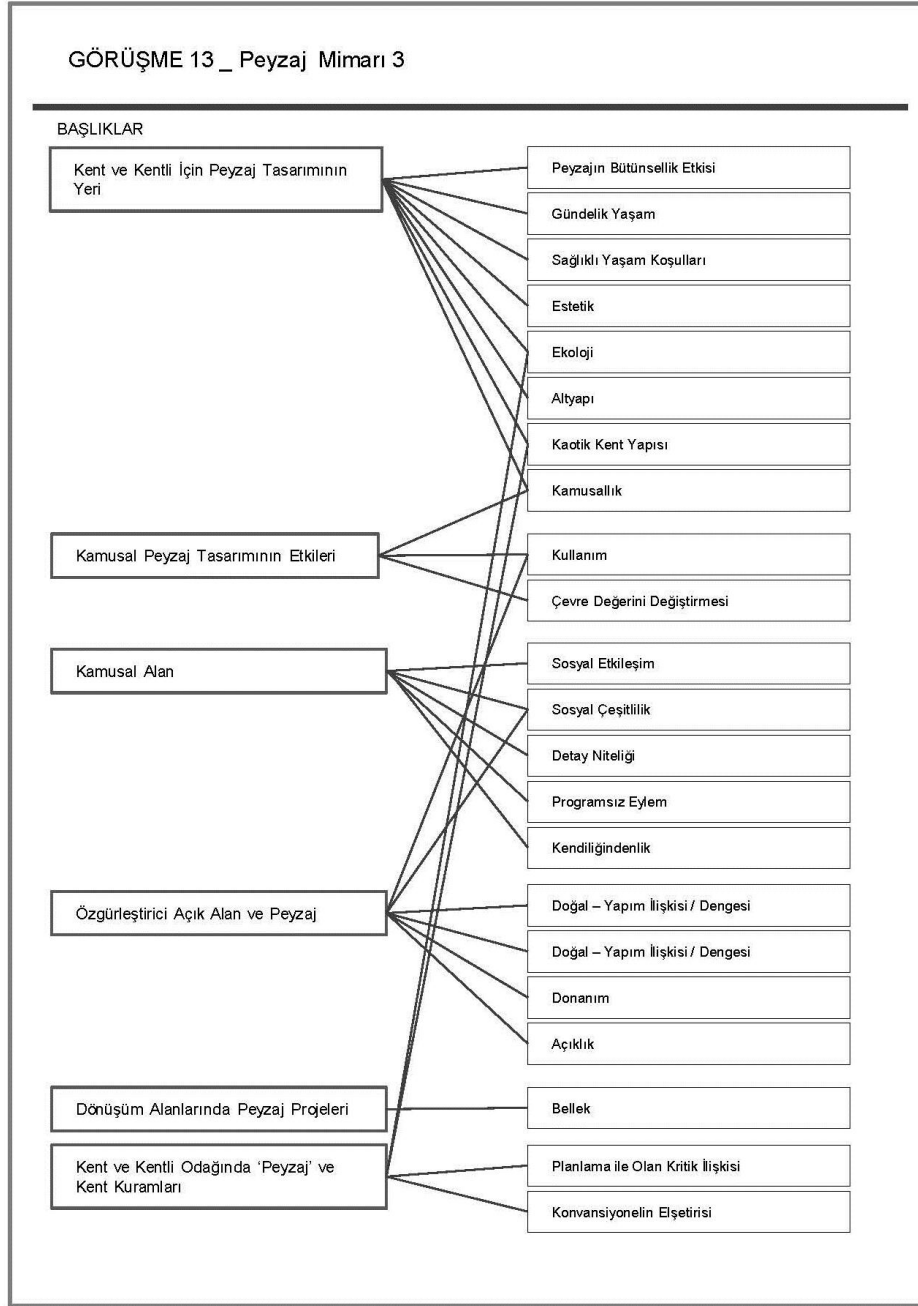 GÖRÜŞME 13 _ Peyzaj Mimarı 3
BAŞLIKLAR
Kent ve Kentli İçin Peyzaj Tasarımının
Yeri
Kamusal Peyzaj Tasarımının Etkileri
Kamusal Alan
Özgürleştirici Açık Alan ve Peyzaj
Dönüşüm Alanlarında Peyzaj Projeleri
Kent ve Kentli Odağında ‘Peyzaj’ ve
Kent Kuramları
Peyzajın Bütünsellik Etkisi
Gündelik Yaşam
Sağlıklı Yaşam Koşulları
Estetik
Ekoloji
Altyapı
Kaotik Kent Yapısı
Kamusallık
Kullanım
Çevre Değerini Değiştirmesi
Sosyal Etkileşim
Sosyal Çeşitlilik
Detay Niteliği
Programsız Eylem
Kendiliğindenlik
Doğal – Yapım İlişkisi / Dengesi
Doğal – Yapım İlişkisi / Dengesi
Donanım
Açıklık
Bellek
Planlama ile Olan Kritik İlişkisi
Konvansiyonelin Elşetirisi